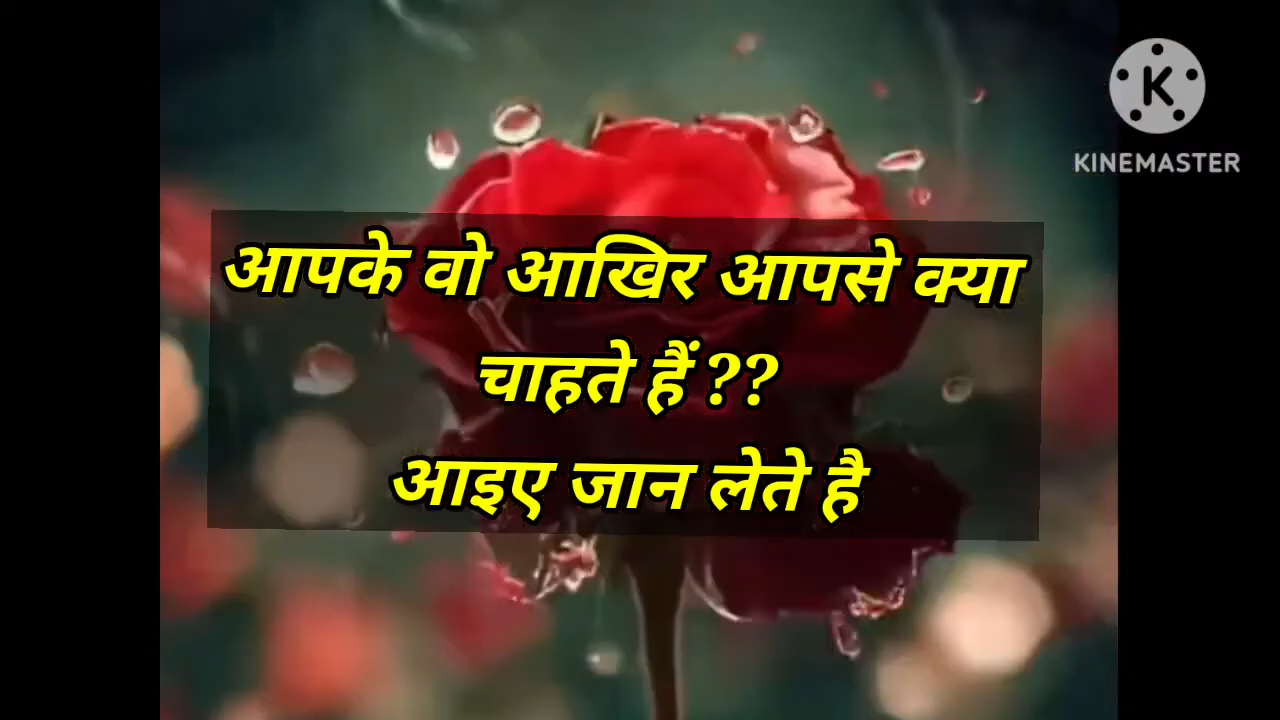 KINEMASTER
आपके वो आखिर आपसे क्या
चाहते हैं ??
आइए जान लेते है